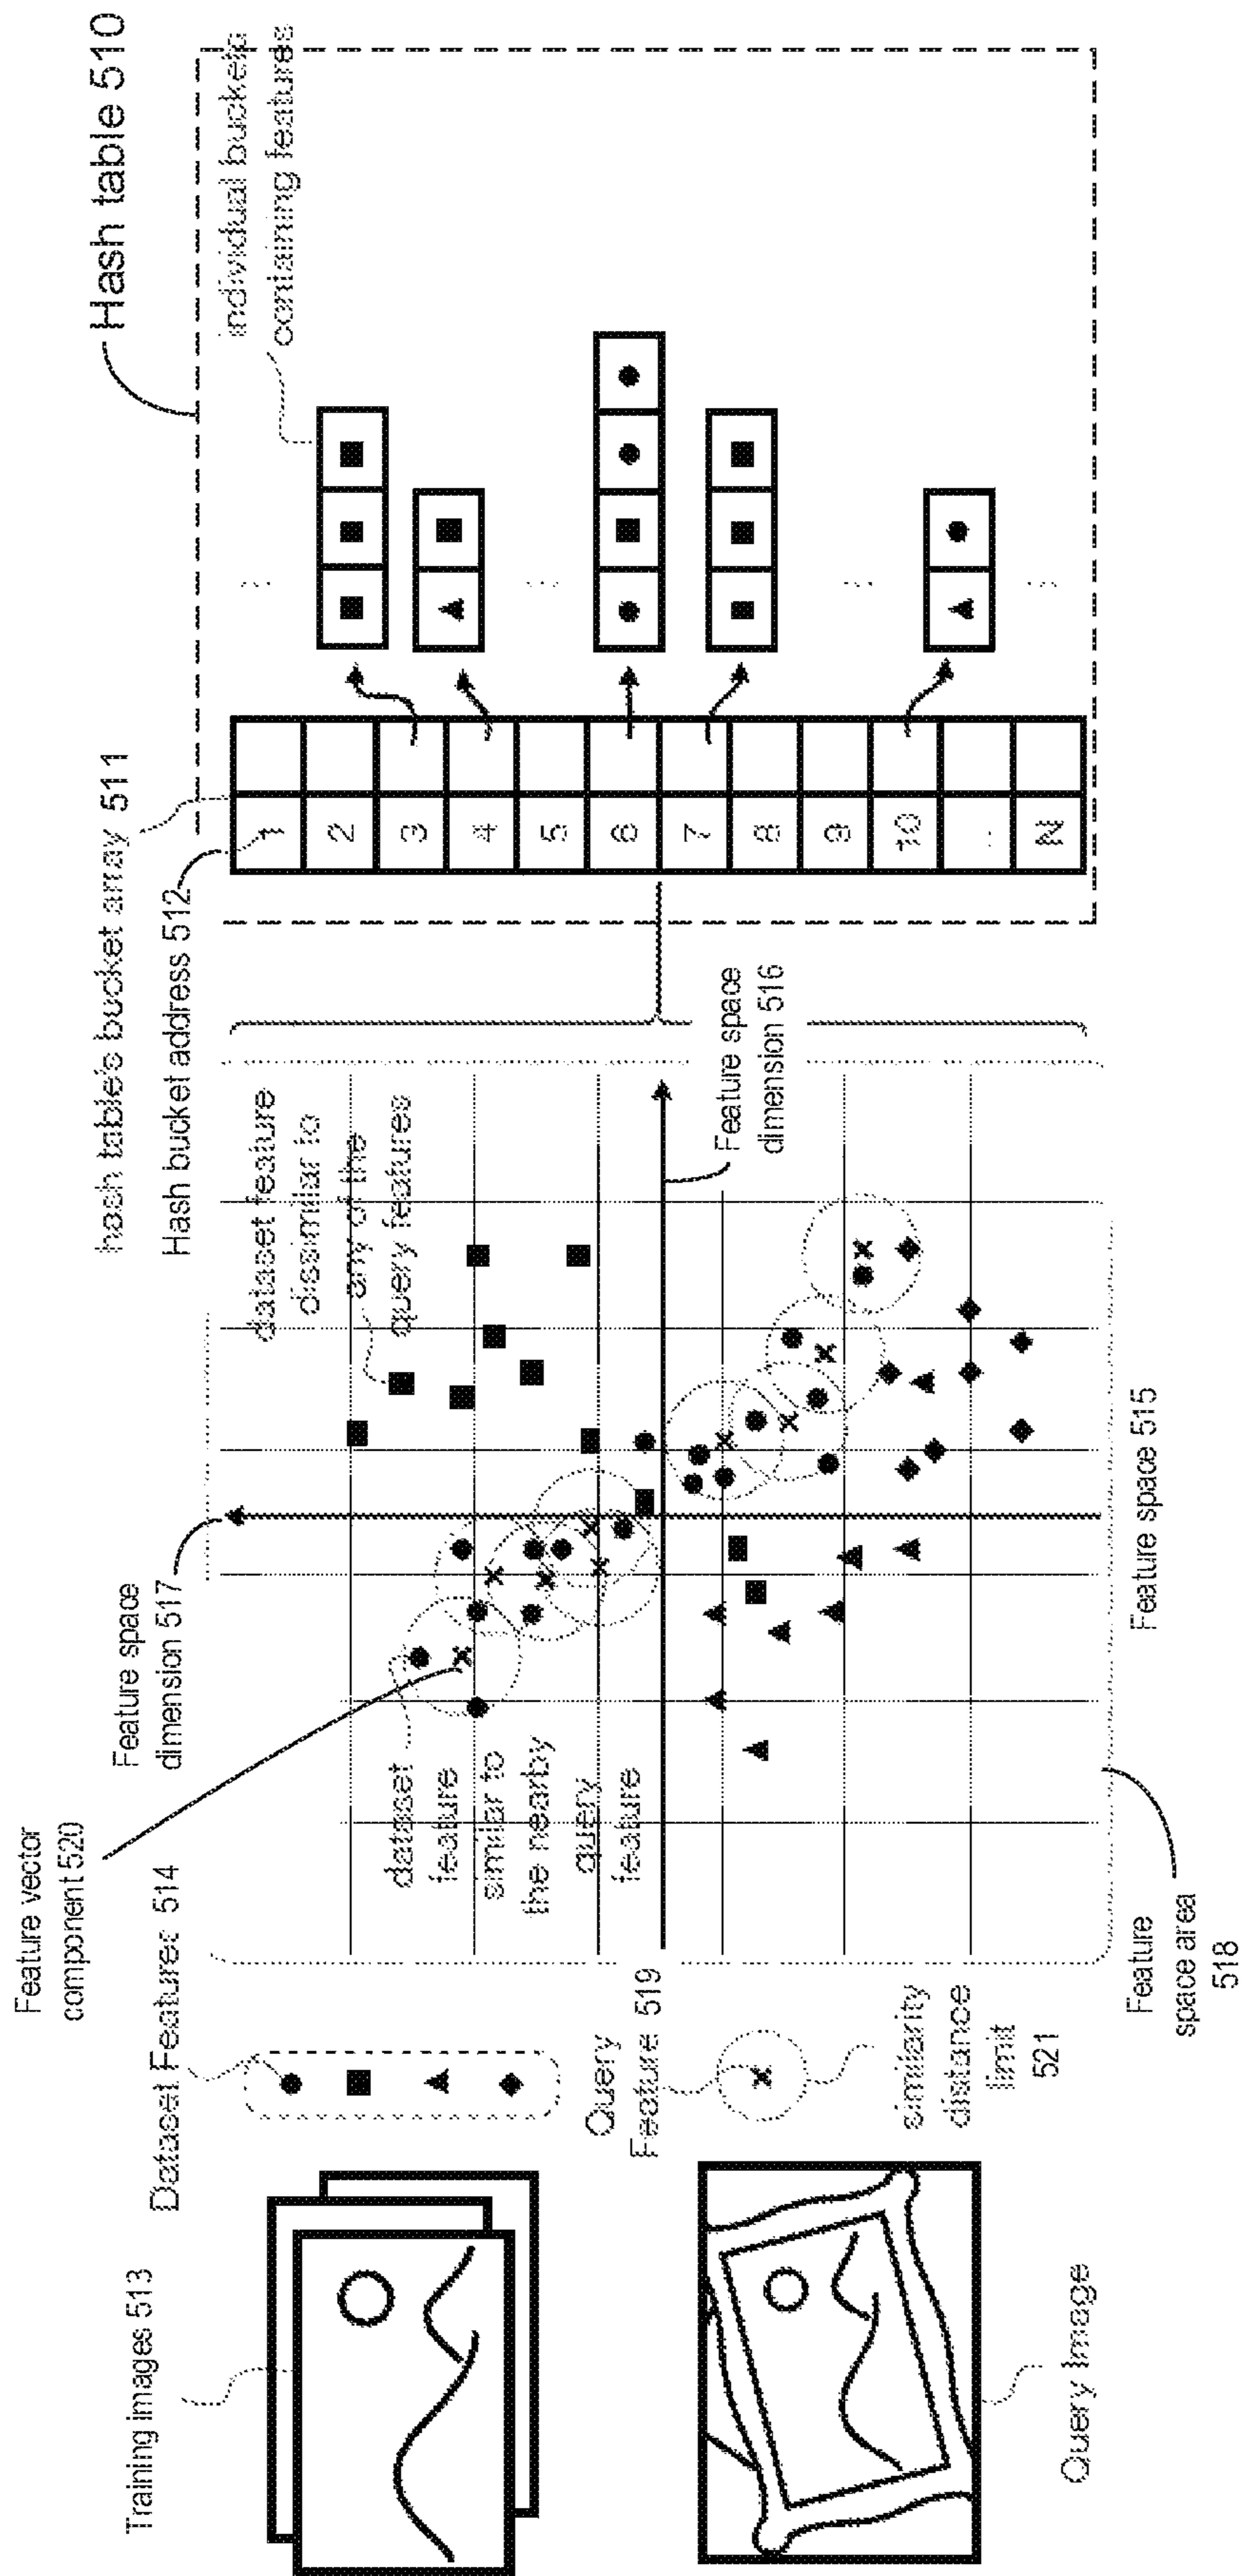 Training images 513
Query Image
Dataset Features 514
Query
Feature 519
similarity
distance
limit
521
Feature vector
component 520
Feature space
dimension 517
dataset
feature
similar to
the nearby
query
feature
dataset feature
dissimilar to
any of the
query features
Feature space
dimension 516
Feature space 515
Feature
space area
518
Hash table 510
hash table's bucket array 511
Hash bucket address 512
individual buckets
containing features
1
2
3
4
5
6
7
8
9
10
..
N